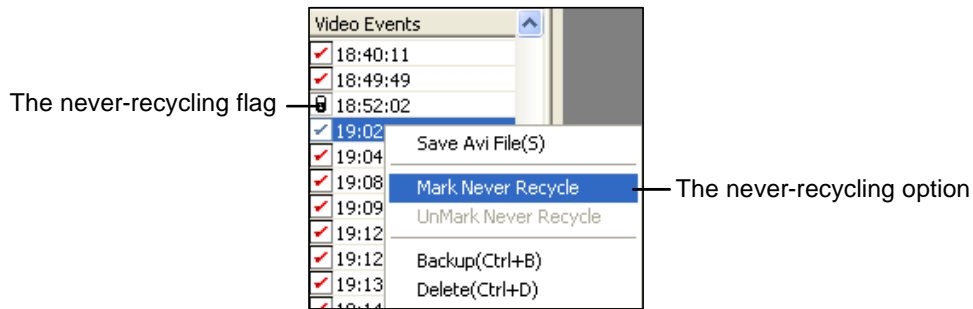 Video Events
18:40:11
18:49:49
The never-recycling flag
18:52:02
19:02
Save Avi File(S)
19:04
19:08
Mark Never Recycle
The never-recycling option
19:09
UnMark Never Recycle
19:12
19:12
Backup(Ctrl+B)
19:13
Delete(Ctrl+D)